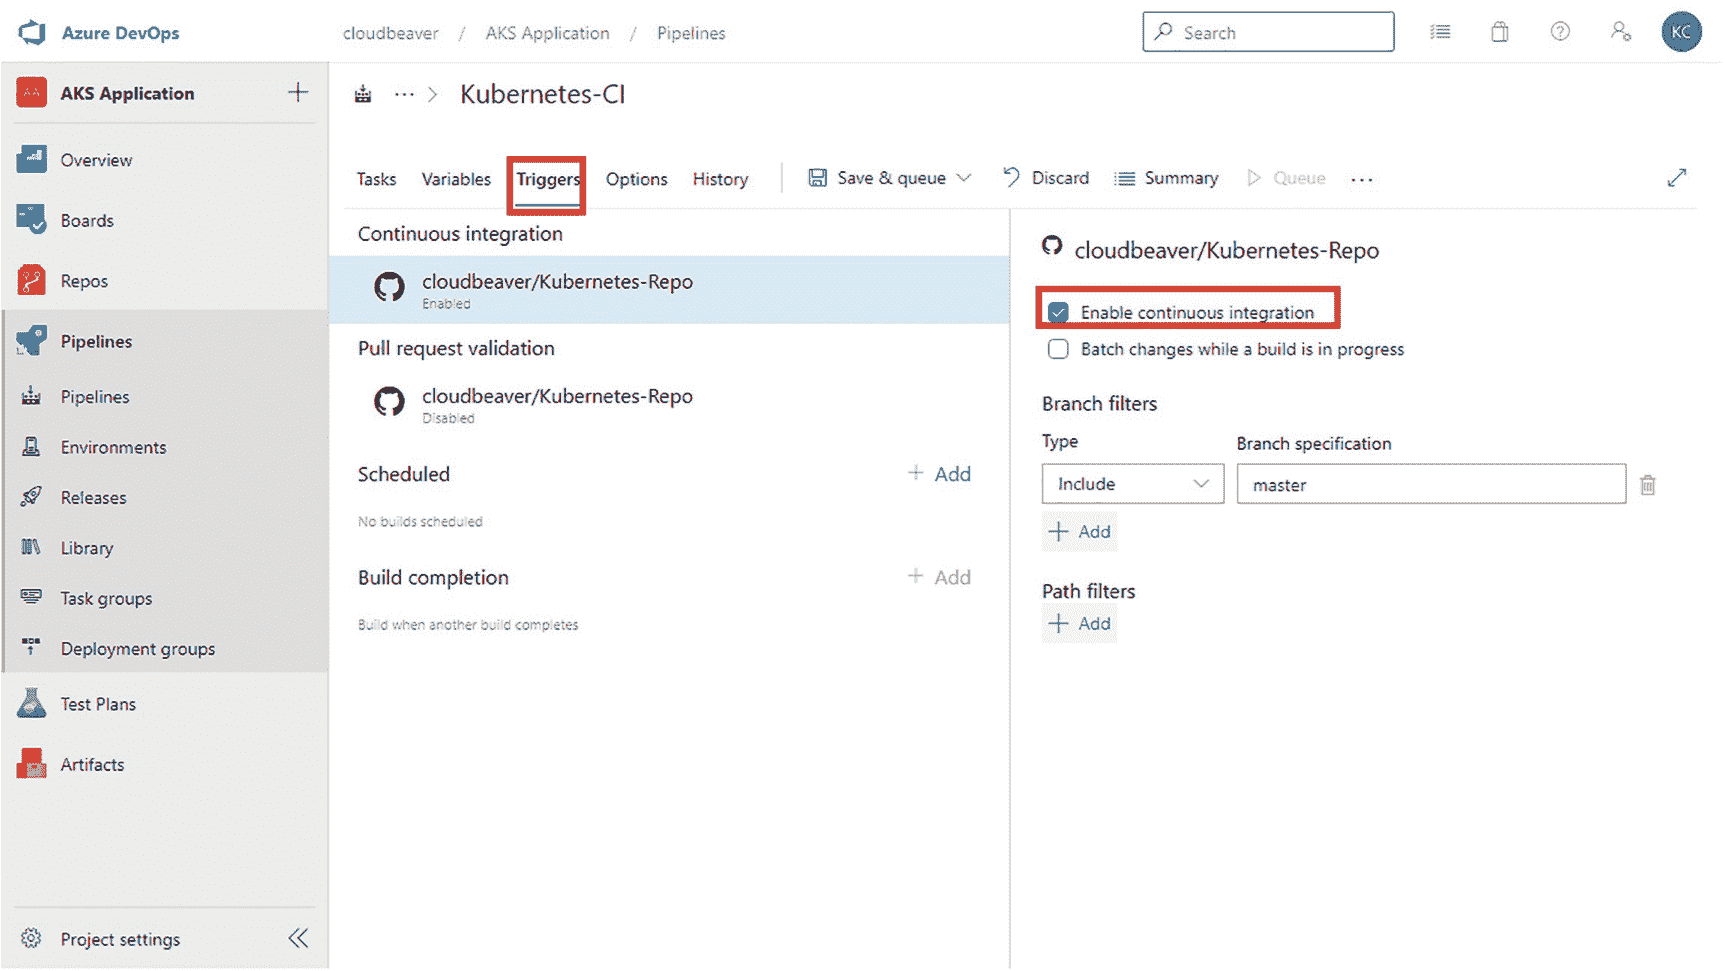 Azure DevOps
cloudbeaver / AKS Application / Pipelines
Search
KC
AA AKS Application
Overview
Boards
Repos
Pipelines
Pipelines
Environments
Releases
Library
Task groups
Deployment groups
Test Plans
Artifacts
Project settings
... > Kubernetes-CI
Tasks Variables Triggers Options History Save & queue Discard Summary Queue ...
Continuous integration
cloudbeaver/Kubernetes-Repo
Enabled
Pull request validation
cloudbeaver/Kubernetes-Repo
Disabled
Scheduled + Add
No builds scheduled
Build completion + Add
Build when another build completes
cloudbeaver/Kubernetes-Repo
Enable continuous integration
Batch changes while a build is in progress
Branch filters
Type Branch specification
Include master
+ Add
Path filters
+ Add